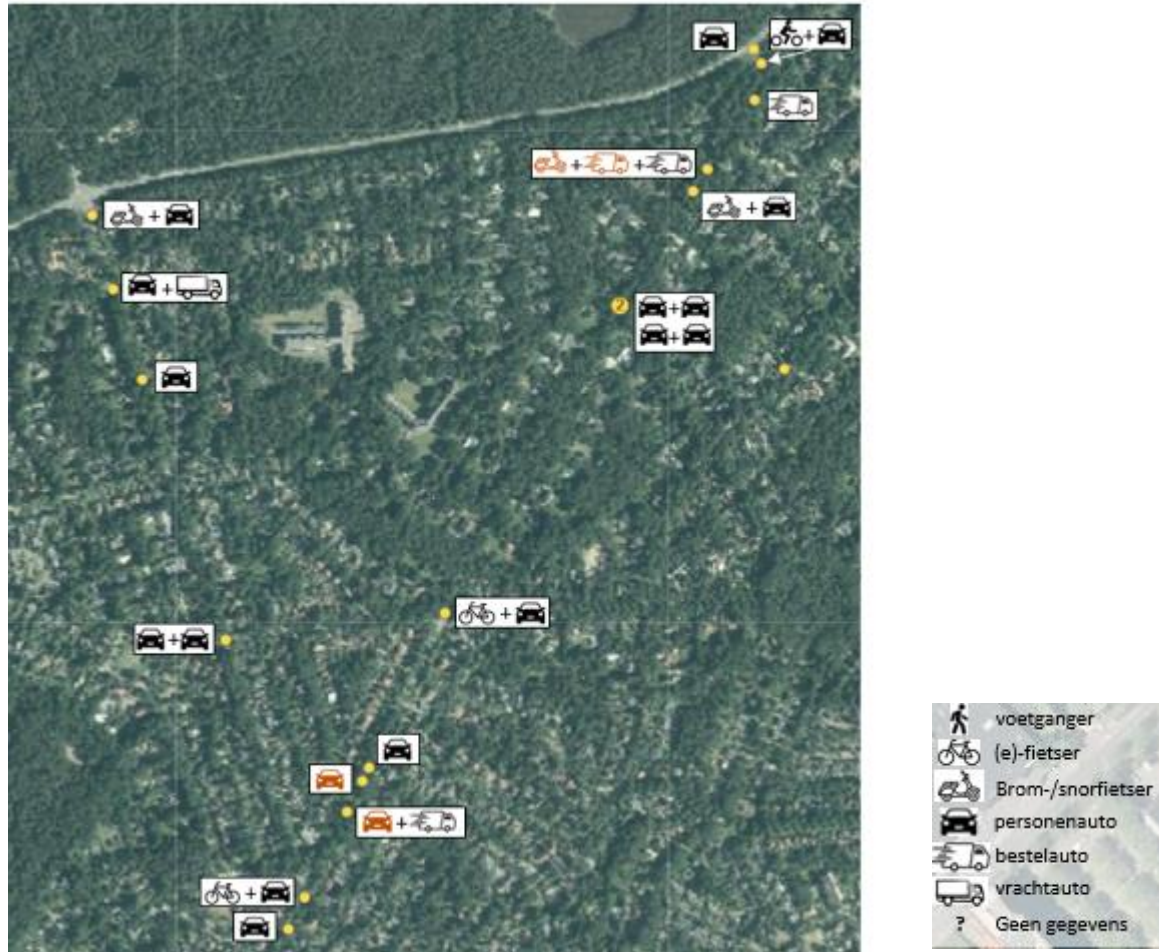 +
+ +
+
+
2
+
+
+
+
+
+
voetganger
(e)-fietser
Brom-/snorfietser
personenauto
bestelauto
vrachtauto
? Geen gegevens